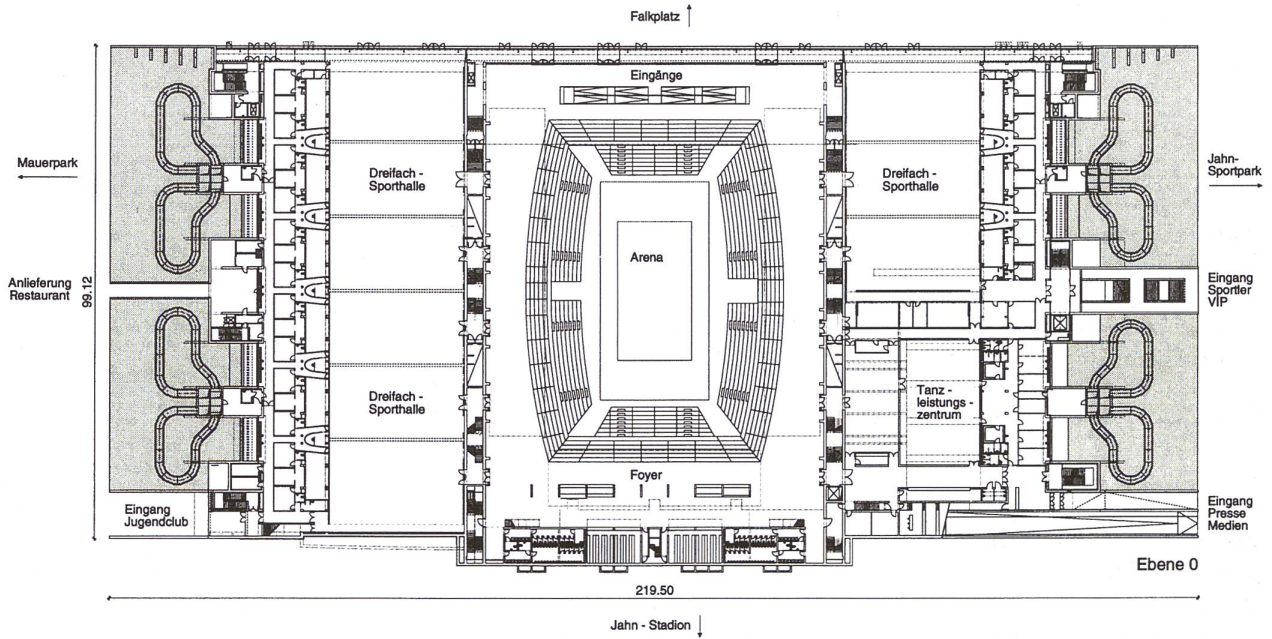 Falkplatz
Eingänge
Mauerpark
Dreifach -
Sporthalle
Dreifach -
Sporthalle
Jahn-
Sportpark
Arena
Anlieferung
Restaurant
99.12
Eingang
Sportler
VIP
Dreifach -
Sporthalle
Tanz -
leistungs -
zentrum
Foyer
Eingang
Jugendclub
Eingang
Presse
Medien
Ebene 0
219.50
Jahn - Stadion